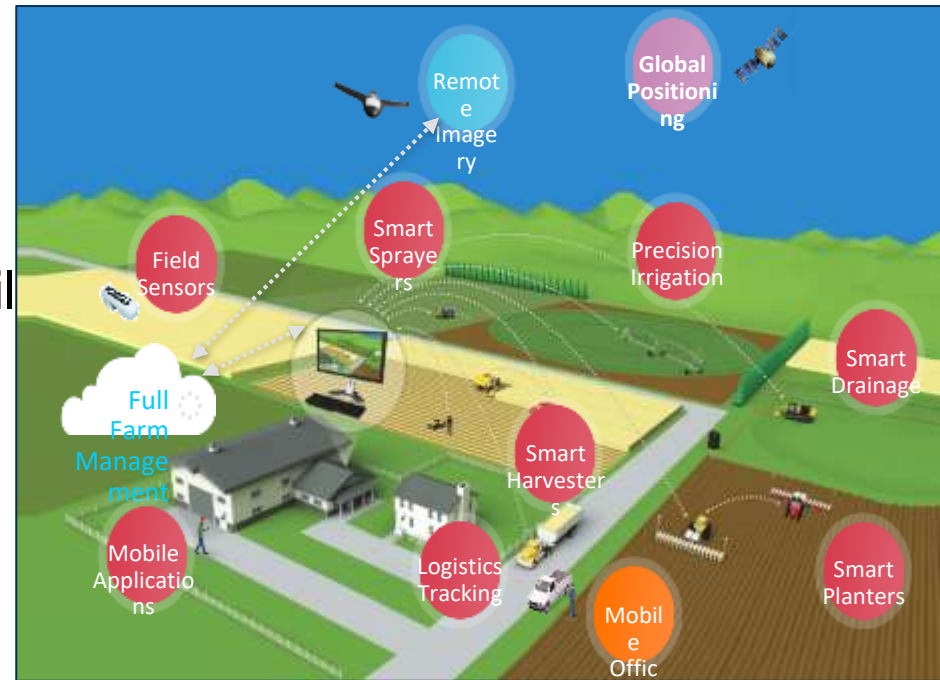 Remot
e
Image
ry
Global
Positioni
ng
Smart
Spraye
rs
Precision
Irrigation
Field
Sensors
il
Smart
Drainage
Full
Farm
Manage
ment
Smart
Harvester
s
Mobile
Applicatio
ns
Logistics
Tracking
Smart
Planters
Mobil
e
Offic